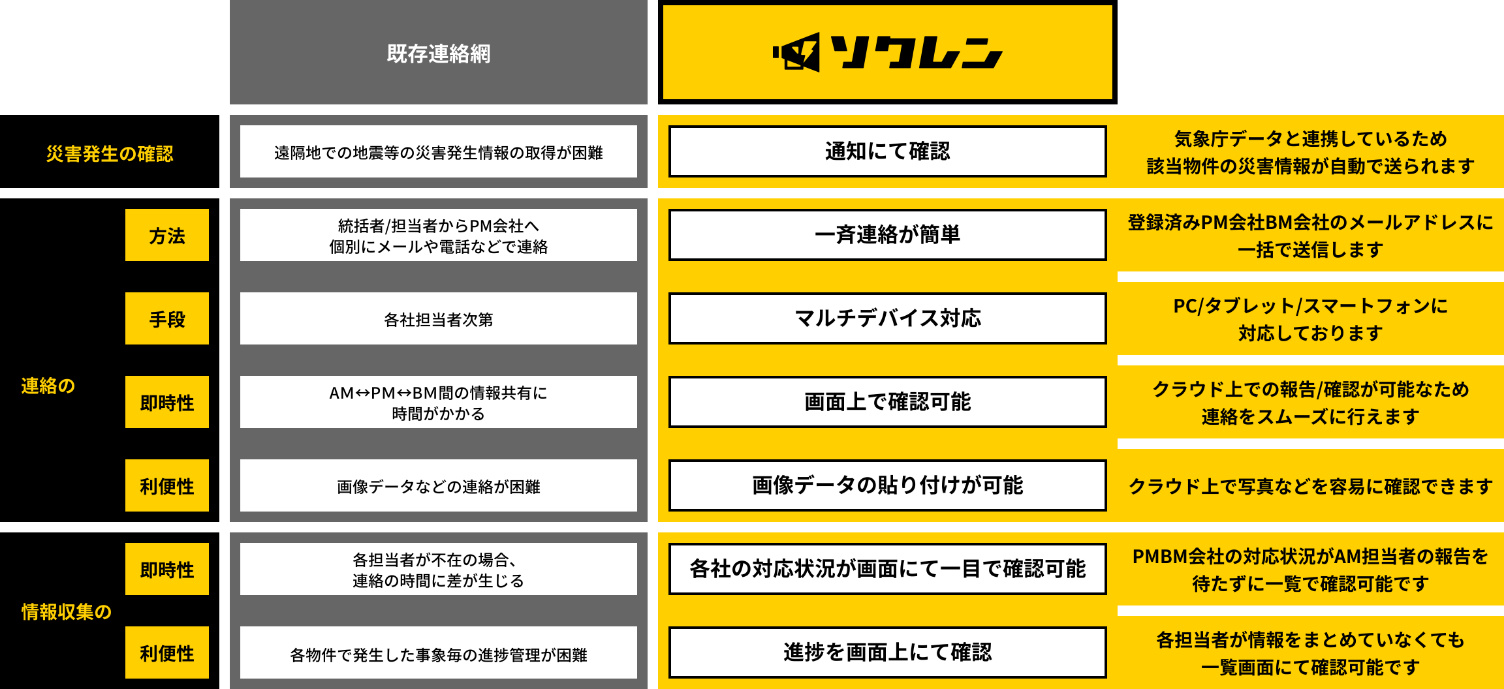 既存連絡網
ソクレン
災害発生の確認
遠隔地での地震等の災害発生情報の取得が困難
通知にて確認
気象庁データと連携しているため
該当物件の災害情報が自動で送られます
連絡の
方法
統括者/担当者からPM会社へ
個別にメールや電話などで連絡
一斉連絡が簡単
登録済みPM会社BM会社のメールアドレスに
一括で送信します
手段
各社担当者次第
マルチデバイス対応
PC/タブレット/スマートフォンに
対応しております
即時性
AM↔PM↔BM間の情報共有に
時間がかかる
画面上で確認可能
クラウド上での報告/確認が可能なため
連絡をスムーズに行えます
利便性
画像データなどの連絡が困難
画像データの貼り付けが可能
クラウド上で写真などを容易に確認できます
情報収集の
即時性
各担当者が不在の場合、
連絡の時間に差が生じる
各社の対応状況が画面にて一目で確認可能
PMBM会社の対応状況がAM担当者の報告を
待たずに一覧で確認可能です
利便性
各物件で発生した事象毎の進捗管理が困難
進捗を画面上にて確認
各担当者が情報をまとめていなくても
一覧画面にて確認可能です